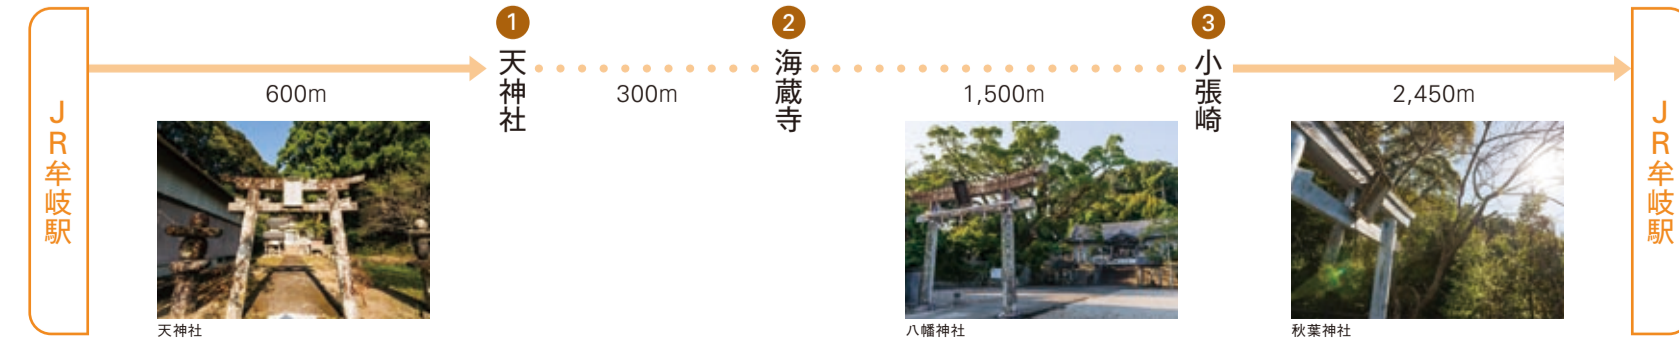 JR牟岐駅
600m
1
天神社
300m
2
海蔵寺
1,500m
3
小張崎
2,450m
JR牟岐駅
天神社
八幡神社
秋葉神社